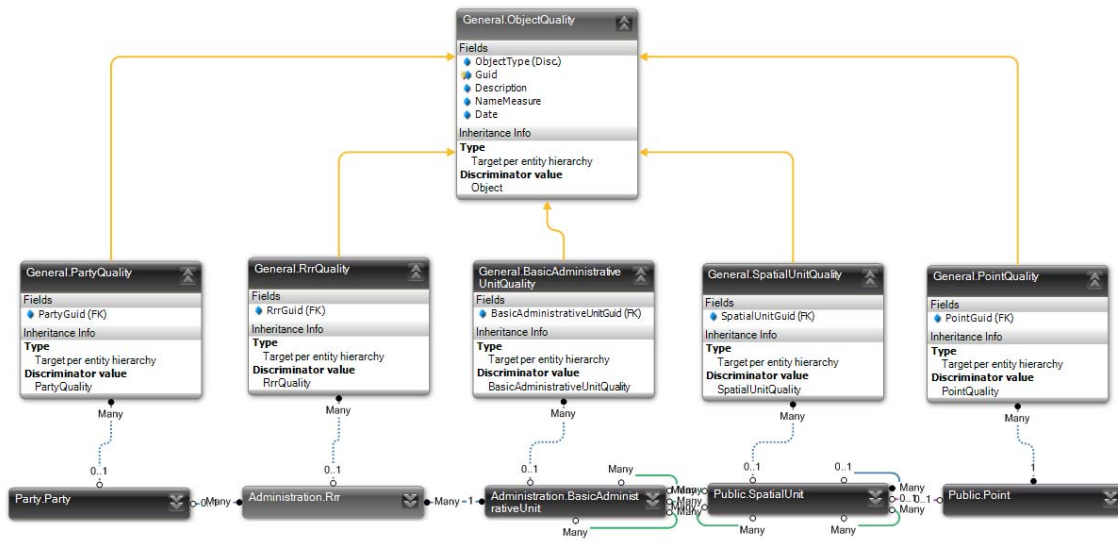 General.ObjectQuality
Fields
ObjectType (Disc.)
Guid
Description
NameMeasure
Date
Inheritance Info
Type
Target per entity hierarchy
Discriminator value
Object
General.PartyQuality
Fields
PartyGuid (FK)
Inheritance Info
Type
Target per entity hierarchy
Discriminator value
PartyQuality
General.RrrQuality
Fields
RrrGuid (FK)
Inheritance Info
Type
Target per entity hierarchy
Discriminator value
RrrQuality
General.BasicAdministrative
UnitQuality
Fields
BasicAdministrativeUnitGuid (FK)
Inheritance Info
Type
Target per entity hierarchy
Discriminator value
BasicAdministrativeUnitQuality
General.SpatialUnitQuality
Fields
SpatialUnitGuid (FK)
Inheritance Info
Type
Target per entity hierarchy
Discriminator value
SpatialUnitQuality
General.PointQuality
Fields
PointGuid (FK)
Inheritance Info
Type
Target per entity hierarchy
Discriminator value
PointQuality
Many
Many
Many
Many
Many
0..1
0..1
0..1
Many
0..1
0..1
1
Party.Party
Many
Administration.Rrr
Many
1
Administration.BasicAdminist
rativeUnit
Many
Many
Many
Public.SpatialUnit
Many
0..1
0..1
Many
Public.Point
Many
Many
Many